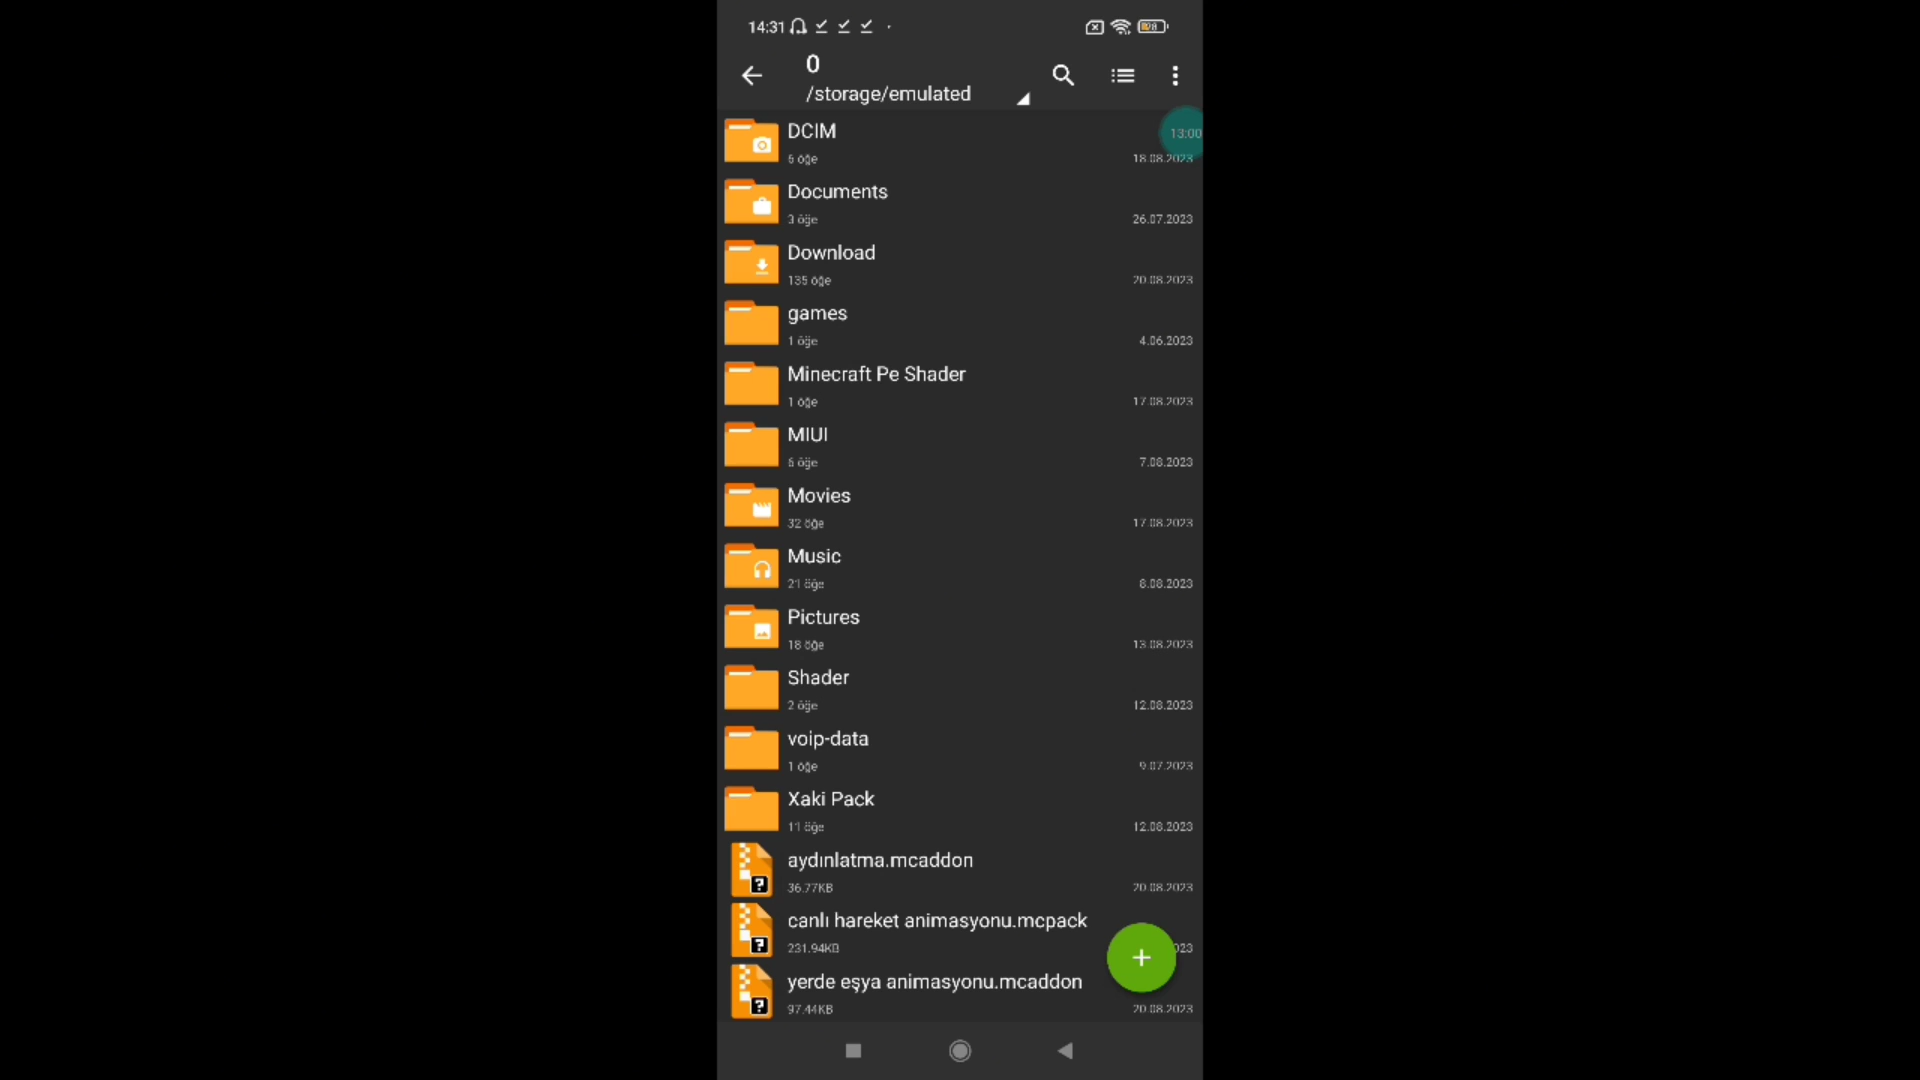 14:31
0
/storage/emulated
DCIM
13:00
6 öğe
18.08.2023
Documents
3 öğe
26.07.2023
Download
135 öğe
20.08.2023
games
1 öğe
4.06.2023
Minecraft Pe Shader
1 öğe
17.08.2023
MIUI
6 öğe
7.08.2023
Movies
32 öğe
17.08.2023
Music
21 öğe
8.08.2023
Pictures
18 öğe
13.08.2023
Shader
2 öğe
12.08.2023
voip-data
1 öğe
9.07.2023
Xaki Pack
11 öğe
12.08.2023
aydınlatma.mcaddon
36.77KB
20.08.2023
canlı hareket animasyonu.mcpack
231.94KB
023
yerde eşya animasyonu.mcaddon
97.44KB
20.08.2023